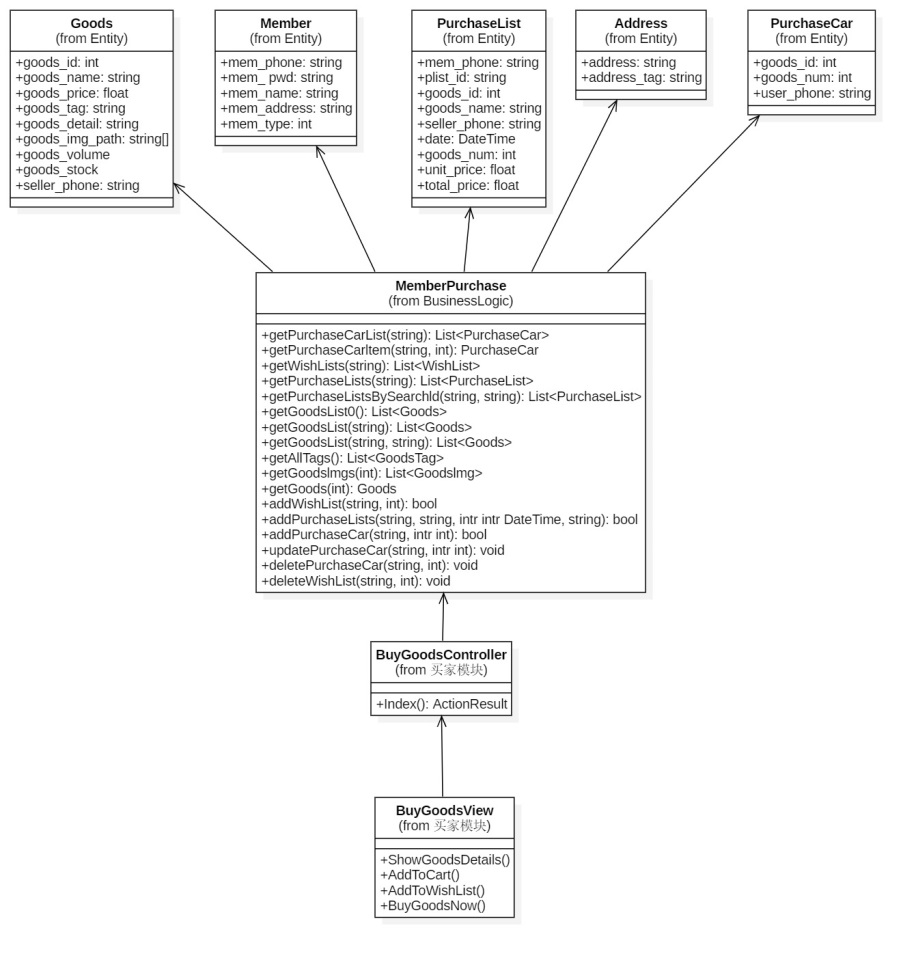 Goods
(from Entity)
+goods_id: int
+goods_name: string
+goods_price: float
+goods_tag: string
+goods_detail: string
+goods_img_path: string[]
+goods_volume
+goods_stock
+seller_phone: string
Member
(from Entity)
+mem_phone: string
+mem_pwd: string
+mem_name: string
+mem_address: string
+mem_type: int
PurchaseList
(from Entity)
+mem_phone: string
+plist_id: string
+goods_id: int
+goods_name: string
+seller_phone: string
+date: DateTime
+goods_num: int
+unit_price: float
+total_price: float
Address
(from Entity)
+address: string
+address_tag: string
PurchaseCar
(from Entity)
+goods_id: int
+goods_num: int
+user_phone: string
MemberPurchase
(from BusinessLogic)
+getPurchaseCarList(string): List<PurchaseCar>
+getPurchaseCarItem(string, int): PurchaseCar
+getWishLists(string): List<WishList>
+getPurchaseLists(string): List<PurchaseList>
+getPurchaseListsBySearchld(string, string): List<PurchaseList>
+getGoodsList0(): List<Goods>
+getGoodsList(string): List<Goods>
+getGoodsList(string, string): List<Goods>
+getAllTags(): List<GoodsTag>
+getGoodslmgs(int): List<Goodslmg>
+getGoods(int): Goods
+addWishList(string, int): bool
+addPurchaseLists(string, string, intr intr DateTime, string): bool
+addPurchaseCar(string, intr int): bool
+updatePurchaseCar(string, intr int): void
+deletePurchaseCar(string, int): void
+deleteWishList(string, int): void
BuyGoodsController
(from 买家模块)
+Index(): ActionResult
BuyGoodsView
(from 买家模块)
+ShowGoodsDetails()
+AddToCart()
+AddToWishList()
+BuyGoodsNow()